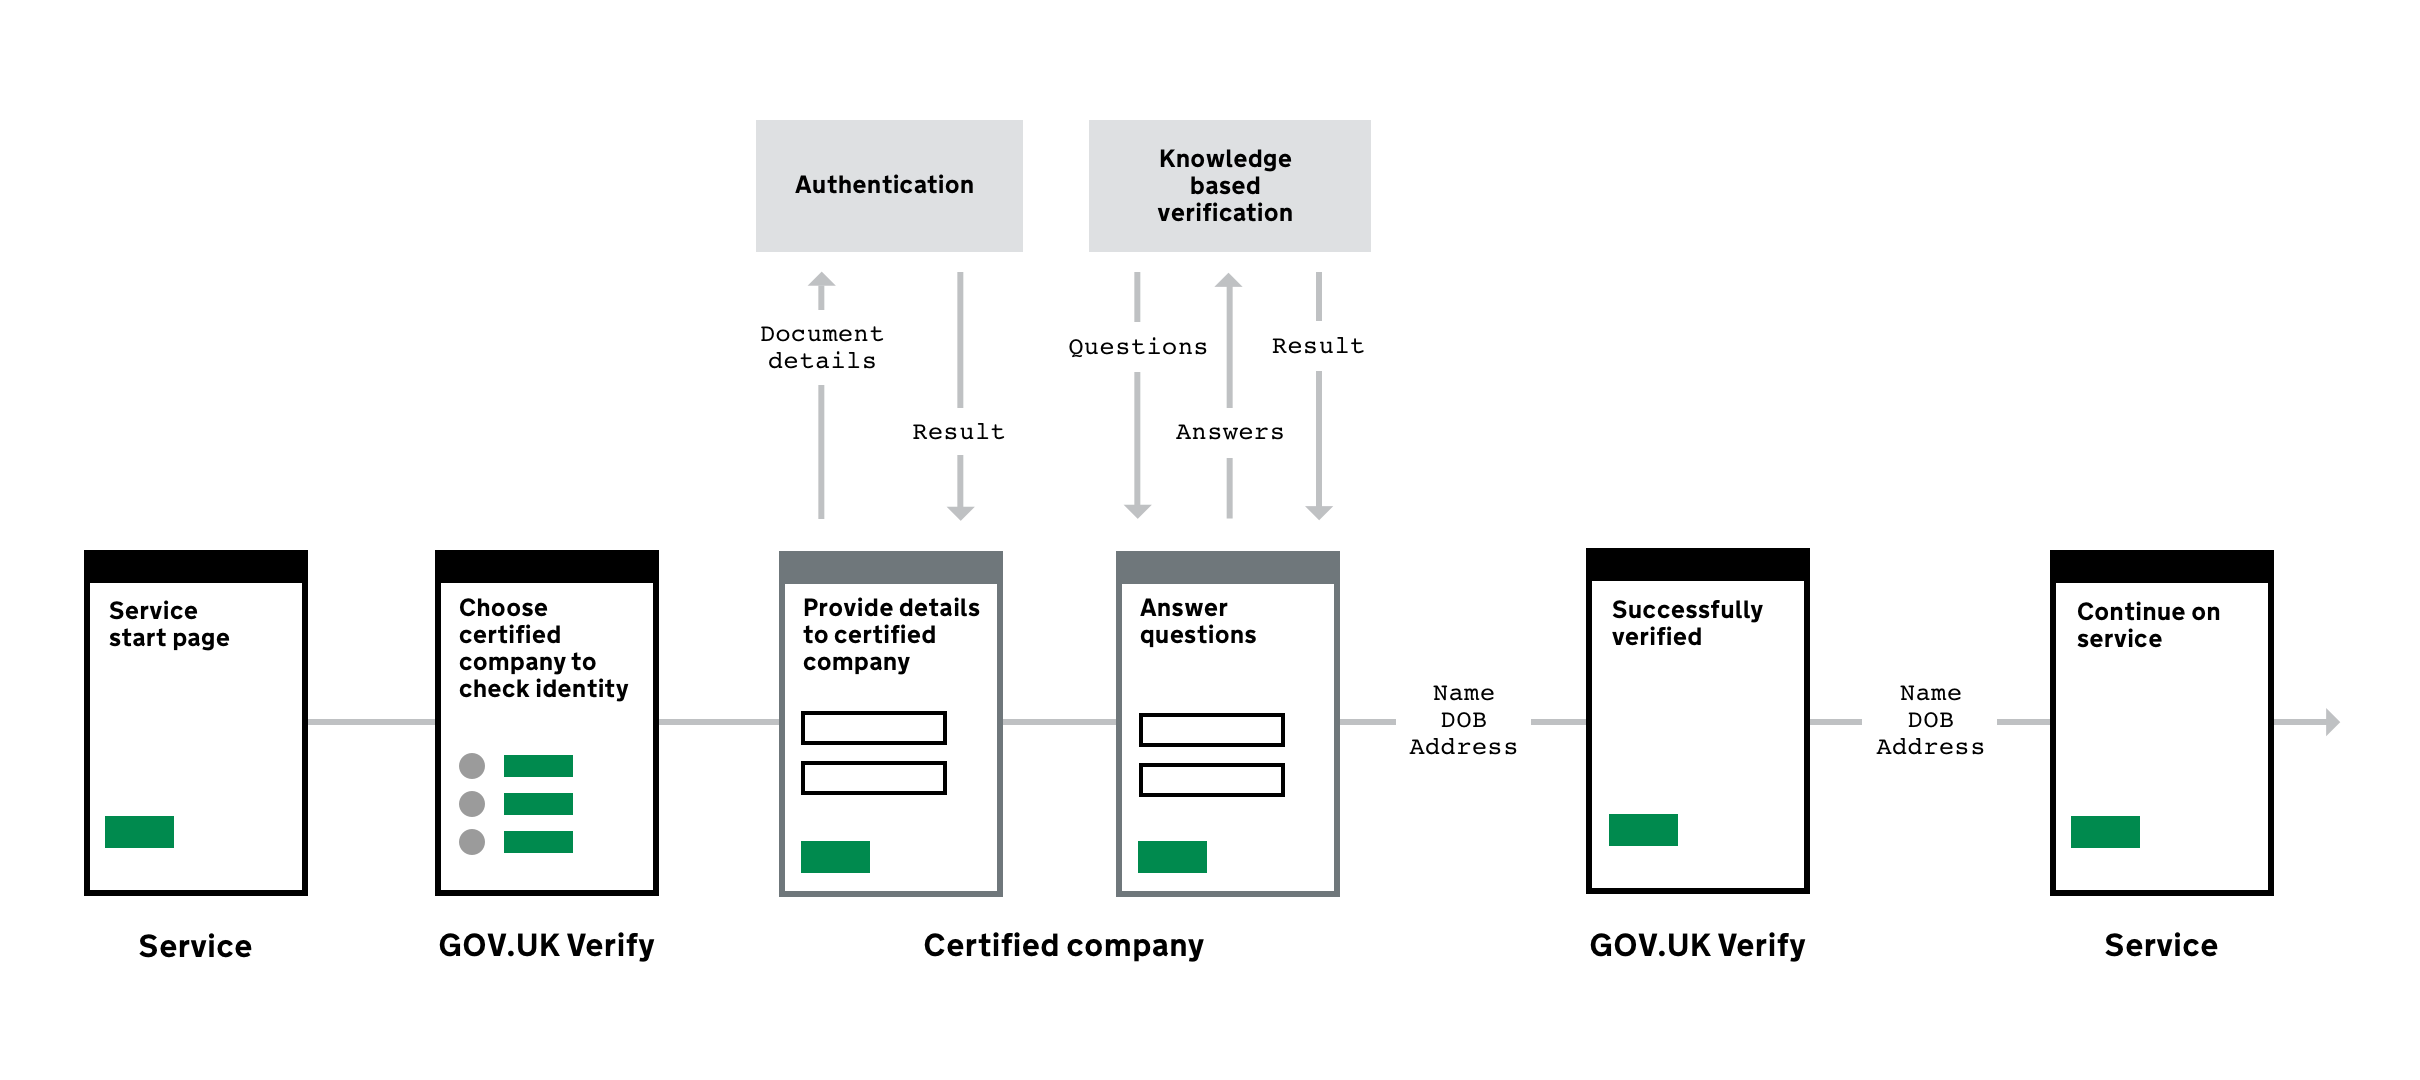 Authentication
Knowledge
based
verification
Document
details
Result
Questions
Answers
Result
Service
start page
Choose
certified
company to
check identity
Provide details
to certified
company
Answer
questions
Name
DOB
Address
Successfully
verified
Name
DOB
Address
Continue on
service
Service
GOV.UK Verify
Certified company
GOV.UK Verify
Service